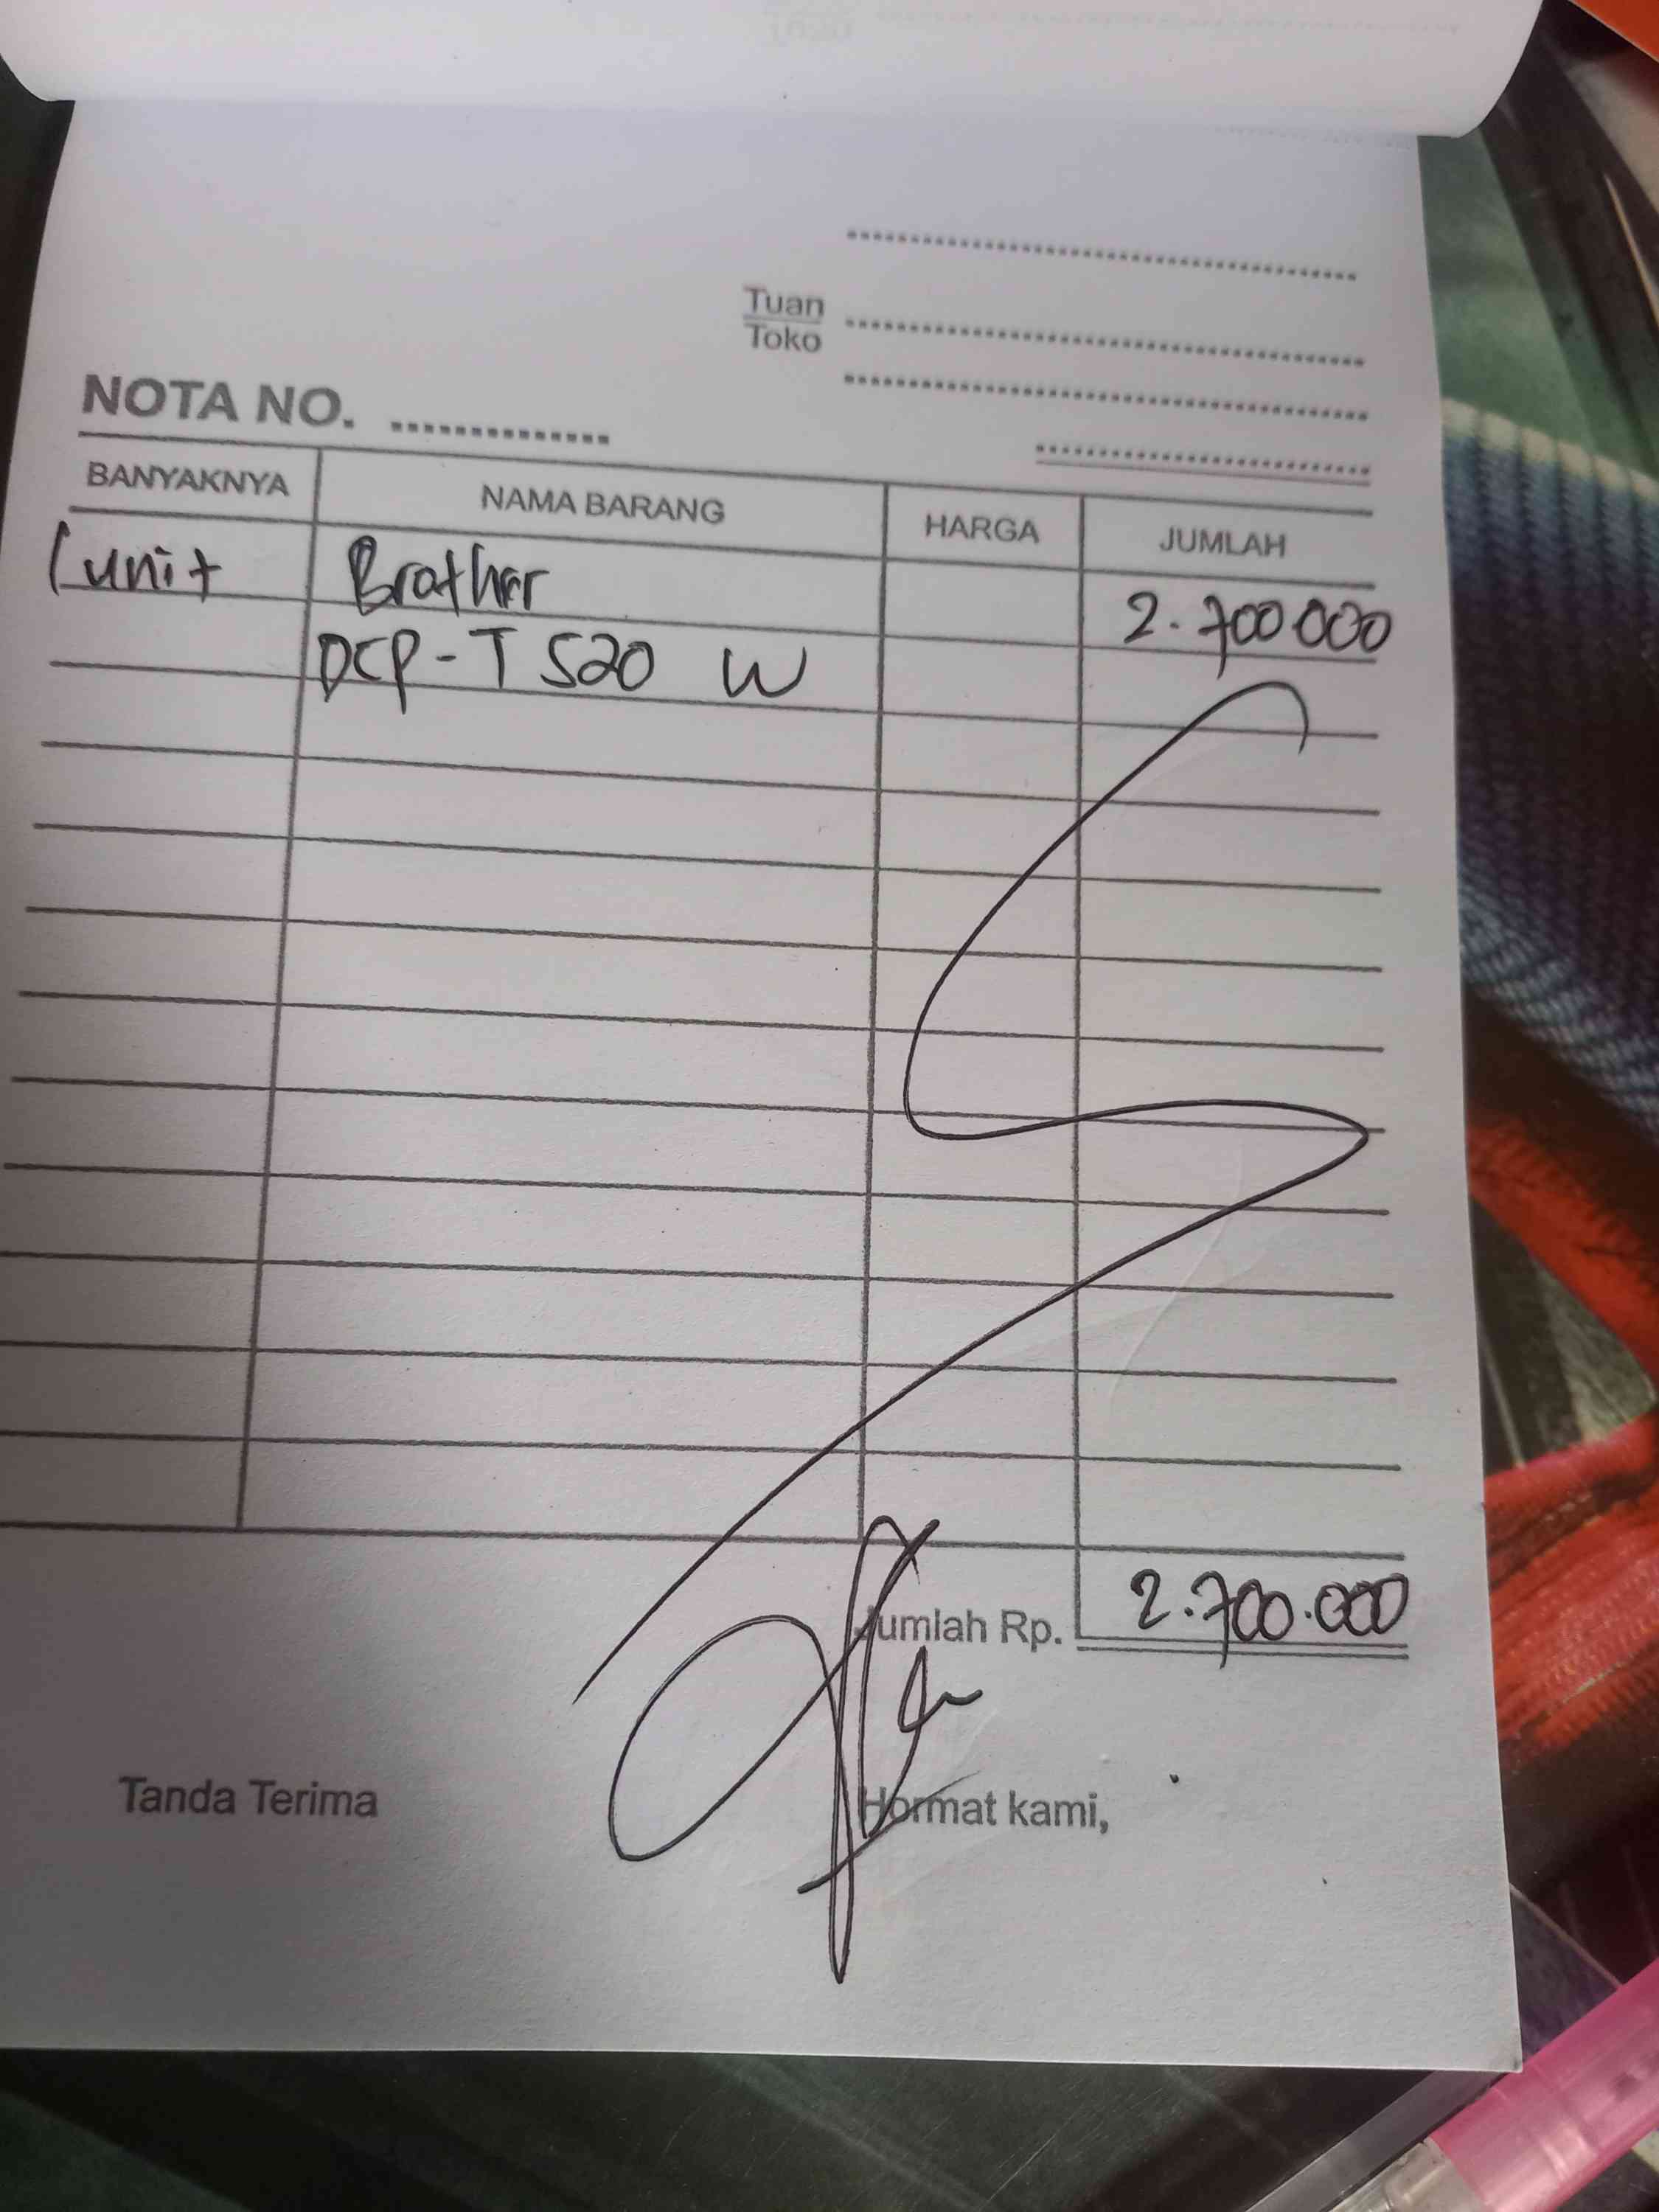 Tuan
Toko
NOTA NO.
BANYAKNYA NAMA BARANG HARGA JUMLAH
1 unit Brother 2.700.000
DCP-T520 W
Jumlah Rp. 2.700.000
Tanda Terima Hormat kami,